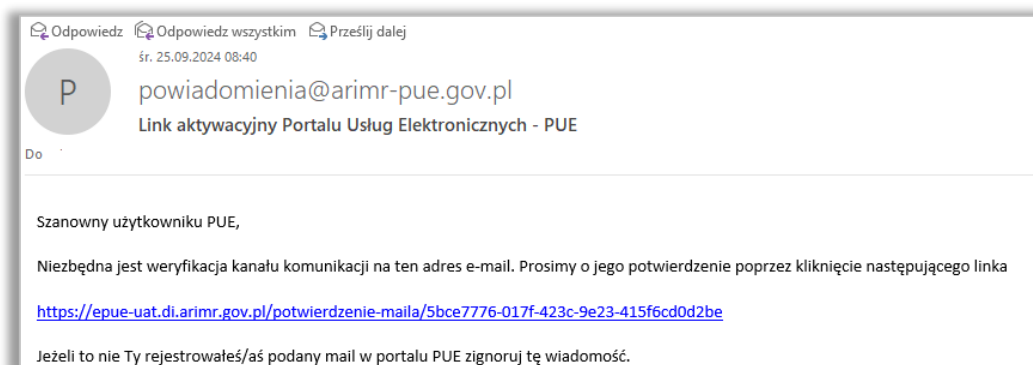 Odpowiedz Odpowiedz wszystkim Prześlij dalej
śr. 25.09.2024 08:40
P
powiadomienia@arimr-pue.gov.pl
Link aktywacyjny Portalu Usług Elektronicznych - PUE
Do
Szanowny użytkowniku PUE,
Niezbędna jest weryfikacja kanału komunikacji na ten adres e-mail. Prosimy o jego potwierdzenie poprzez kliknięcie następującego linka
https://epue-uat.di.arimr.gov.pl/potwierdzenie-maila/5bce7776-017f-423c-9e23-415f6cd0d2be
Jeżeli to nie Ty rejestrowałeś/aś podany mail w portalu PUE zignoruj tę wiadomość.